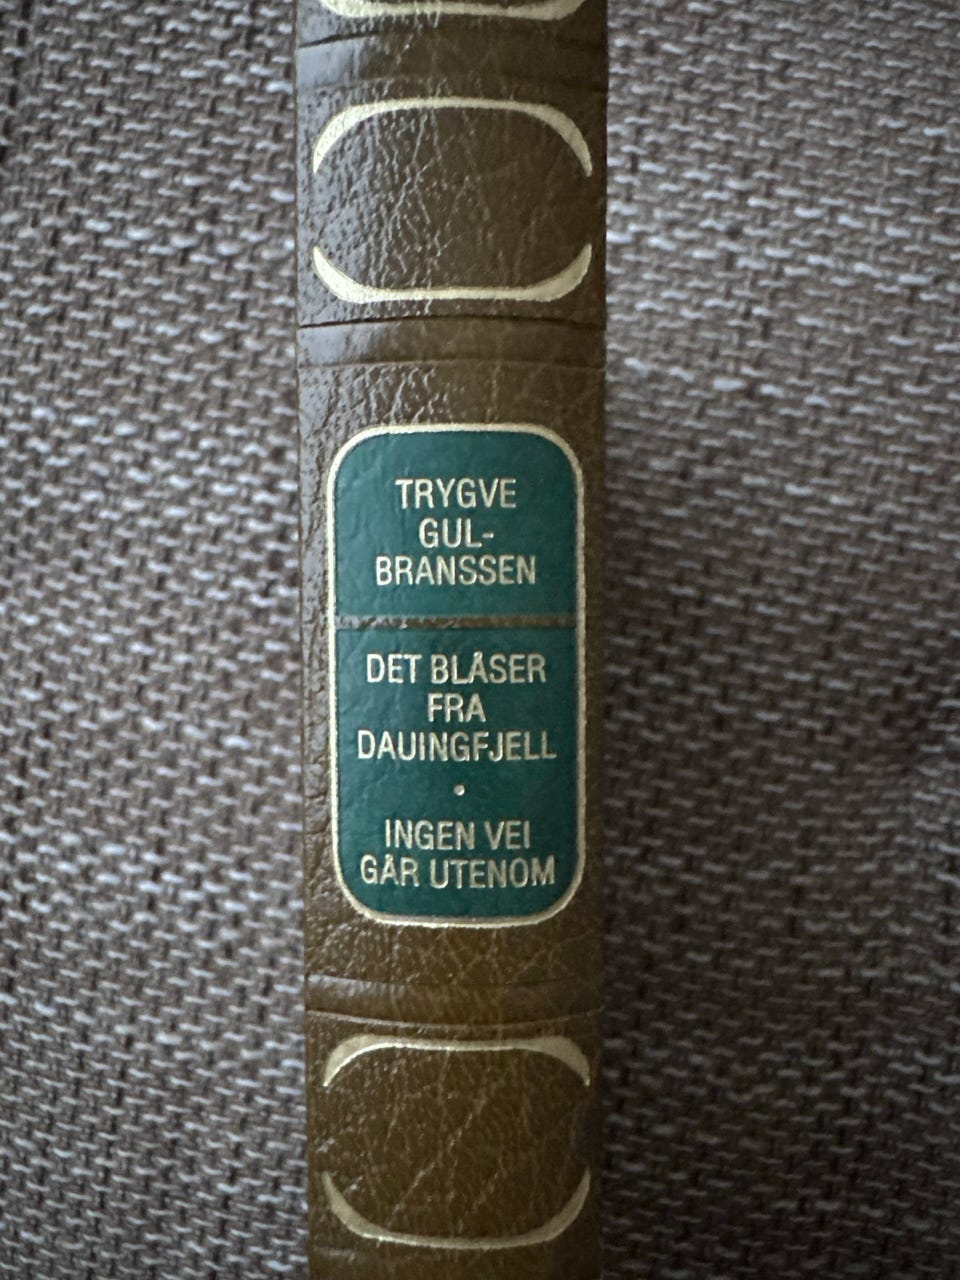 TRYGVE
GUL-
BRANSSEN
DET BLÅSER
FRA
DAUINGFJELL
•
INGEN VEI
GÅR UTENOM